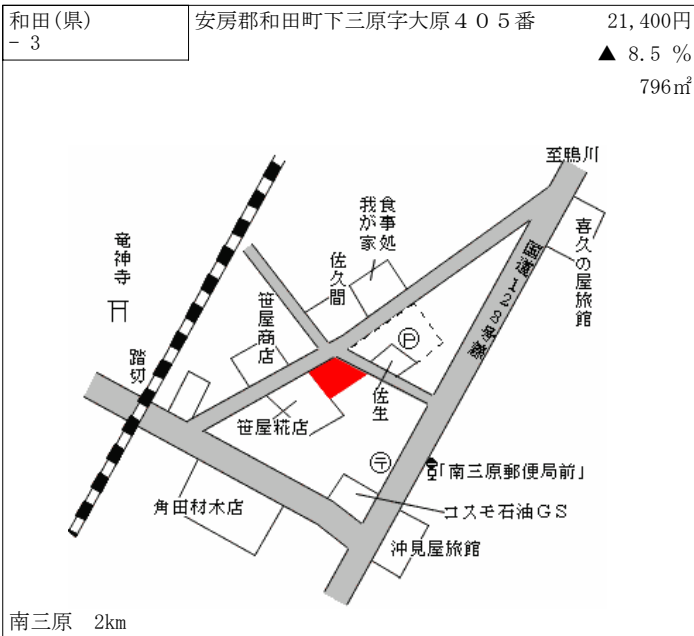 和田(県)
- 3
安房郡和田町下三原字大原４０５番
21,400円
▲ 8.5 %
796㎡
至鴨川
食事処
我が家
喜久の屋旅館
国道128号線
竜神寺
佐久間
笹屋商店
Ⓟ
踏切
佐生
笹屋糀店
〒
「南三原郵便局前」
角田材木店
コスモ石油ＧＳ
沖見屋旅館
南三原　2km